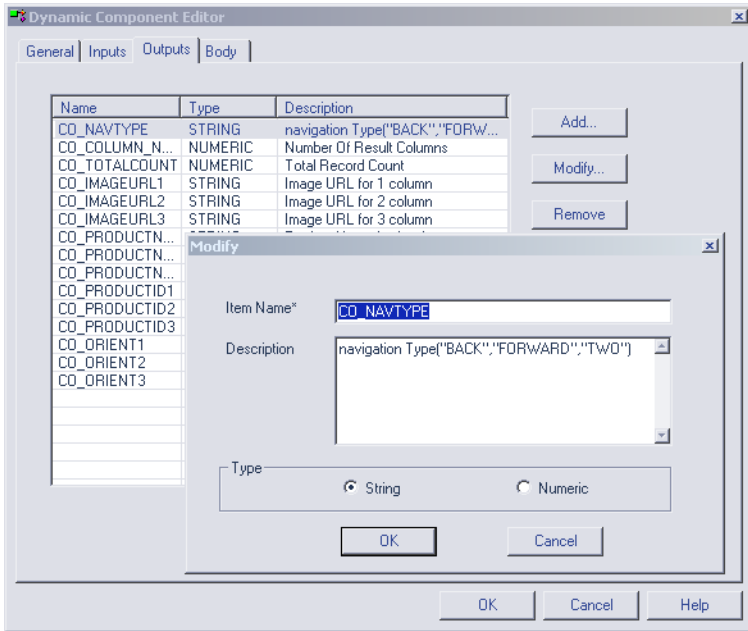 Dynamic Component Editor
General Inputs Outputs Body
Name Type Description
CO_NAVTYPE STRING navigation Type("BACK","FORW...
CO_COLUMN_N... NUMERIC Number Of Result Columns
CO_TOTALCOUNT NUMERIC Total Record Count
CO_IMAGEURL1 STRING Image URL for 1 column
CO_IMAGEURL2 STRING Image URL for 2 column
CO_IMAGEURL3 STRING Image URL for 3 column
CO_PRODUCTN...
CO_PRODUCTN...
CO_PRODUCTN...
CO_PRODUCTID1
CO_PRODUCTID2
CO_PRODUCTID3
CO_ORIENT1
CO_ORIENT2
CO_ORIENT3
Add...
Modify...
Remove
Modify
Item Name* CO_NAVTYPE
Description navigation Type("BACK","FORWARD","TWO")
Type
String Numeric
OK Cancel
OK Cancel Help